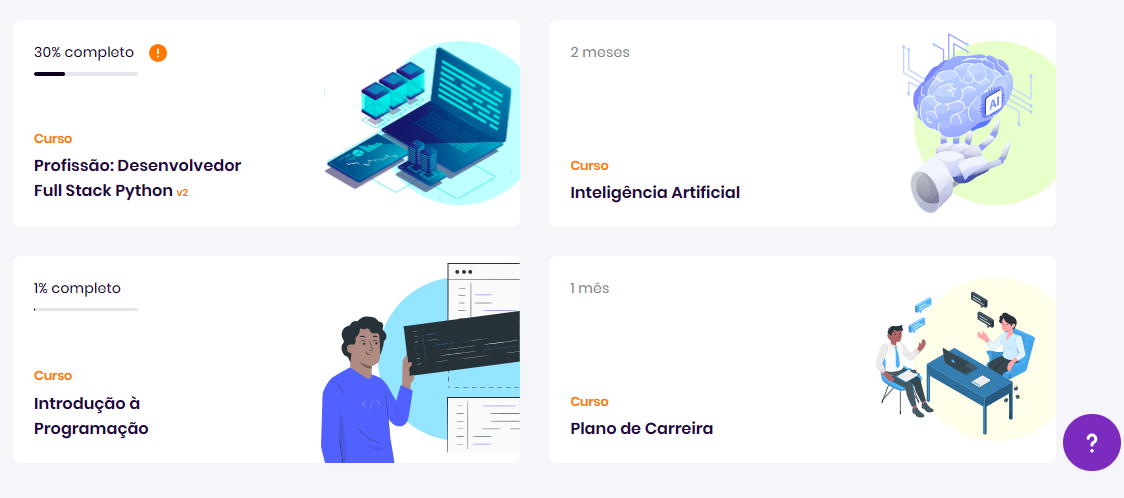 30% completo
Curso
Profissão: Desenvolvedor
Full Stack Python v2
2 meses
AI
Curso
Inteligência Artificial
1% completo
Curso
Introdução à
Programação
</>
1 mês
Curso
Plano de Carreira
?